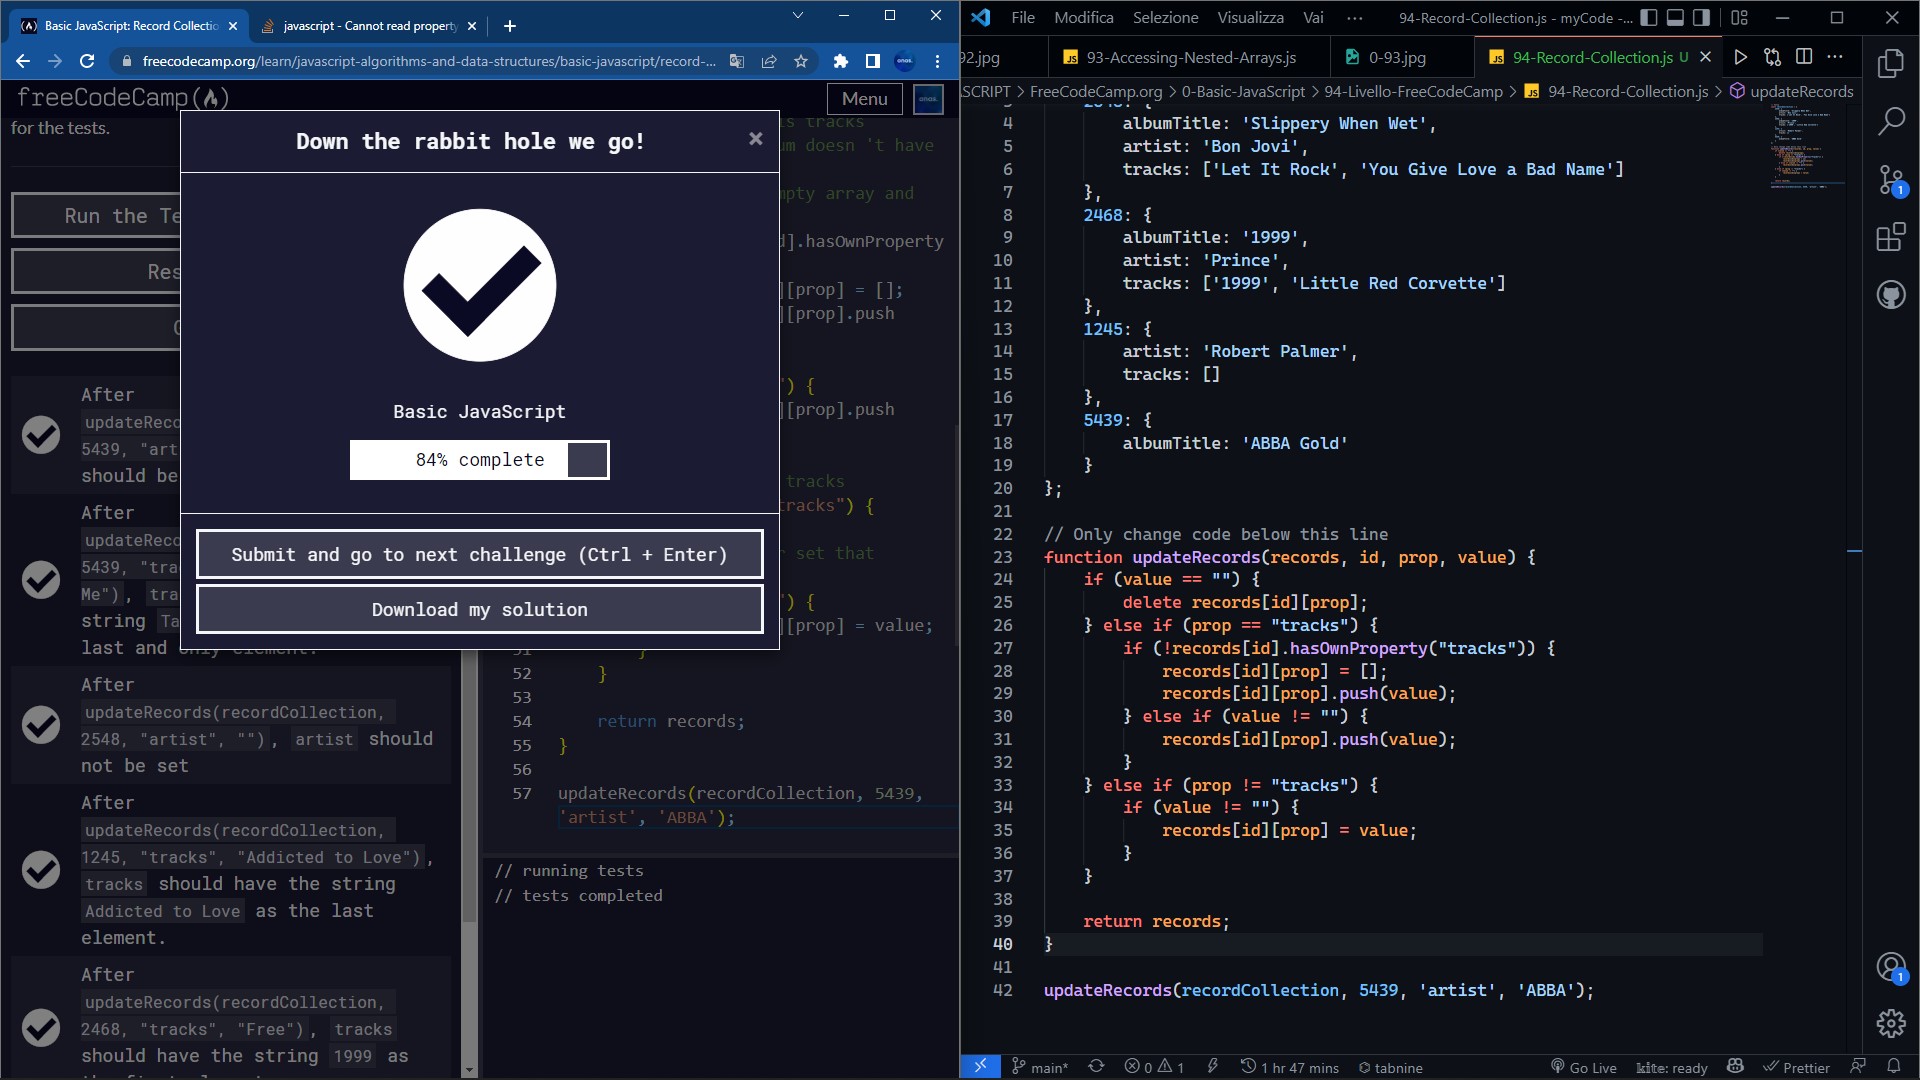 Basic JavaScript: Record Collectio
javascript - Cannot read property
freecodecamp.org/learn/javascript-algorithms-and-data-structures/basic-javascript/record-...
freeCodeCamp
Menu
for the tests.
Run the Te
Res
After
updateReco
5439, "art
should be
After
updateReco
5439, "tra
Me"), tra
string Ta
last and only element.
After
updateRecords(recordCollection,
2548, "artist", ""), artist should
not be set
After
updateRecords(recordCollection,
1245, "tracks", "Addicted to Love"),
tracks should have the string
Addicted to Love as the last
element.
After
updateRecords(recordCollection,
2468, "tracks", "Free"), tracks
should have the string 1999 as
Down the rabbit hole we go!
×
Basic JavaScript
84% complete
Submit and go to next challenge (Ctrl + Enter)
Download my solution
s tracks
um doesn 't have
mpty array and
d].hasOwnProperty
][prop] = [];
][prop].push
") {
][prop].push
tracks
tracks") {
r set that
") {
][prop] = value;
51 }
52 }
53
54 return records;
55 }
56
57 updateRecords(recordCollection, 5439,
'artist', 'ABBA');
// running tests
// tests completed
File Modifica Selezione Visualizza Vai ... 94-Record-Collection.js - myCode -...
92.jpg JS 93-Accessing-Nested-Arrays.js 0-93.jpg JS 94-Record-Collection.js U
SCRIPT > FreeCodeCamp.org > 0-Basic-JavaScript > 94-Livello-FreeCodeCamp > JS 94-Record-Collection.js > updateRecords
4 albumTitle: 'Slippery When Wet',
5 artist: 'Bon Jovi',
6 tracks: ['Let It Rock', 'You Give Love a Bad Name']
7 },
8 2468: {
9 albumTitle: '1999',
10 artist: 'Prince',
11 tracks: ['1999', 'Little Red Corvette']
12 },
13 1245: {
14 artist: 'Robert Palmer',
15 tracks: []
16 },
17 5439: {
18 albumTitle: 'ABBA Gold'
19 }
20 };
21
22 // Only change code below this line
23 function updateRecords(records, id, prop, value) {
24 if (value == "") {
25 delete records[id][prop];
26 } else if (prop == "tracks") {
27 if (!records[id].hasOwnProperty("tracks")) {
28 records[id][prop] = [];
29 records[id][prop].push(value);
30 } else if (value != "") {
31 records[id][prop].push(value);
32 }
33 } else if (prop != "tracks") {
34 if (value != "") {
35 records[id][prop] = value;
36 }
37 }
38
39 return records;
40 }
41
42 updateRecords(recordCollection, 5439, 'artist', 'ABBA');
1
1
main* 0 1 1 hr 47 mins tabnine Go Live kite: ready Prettier